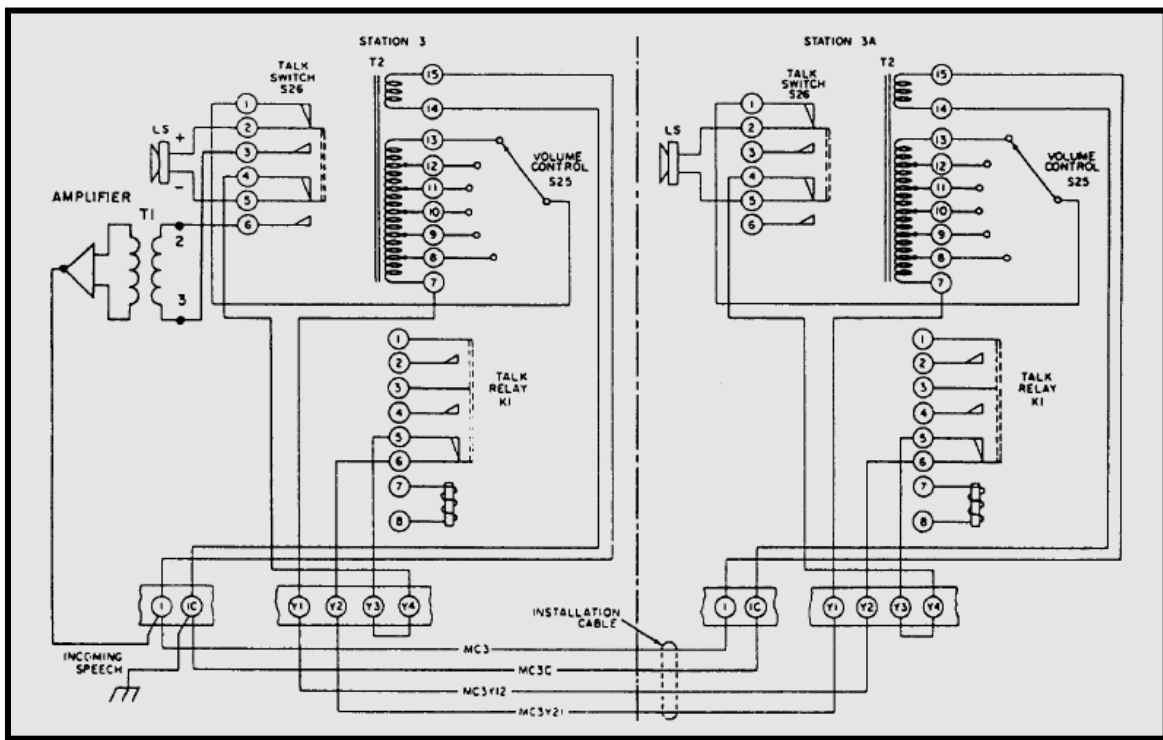 STATION 3
STATION 3A
TALK
SWITCH
S26
T2
15
14
1
2
3
4
5
6
LS
+
−
AMPLIFIER
T1
2
3
13
12
11
10
9
8
7
VOLUME
CONTROL
S25
1
2
3
4
5
6
7
8
TALK
RELAY
K1
1
1C
Y1
Y2
Y3
Y4
INCOMING
SPEECH
TALK
SWITCH
S26
T2
15
14
1
2
3
4
5
6
LS
13
12
11
10
9
8
7
VOLUME
CONTROL
S25
1
2
3
4
5
6
7
8
TALK
RELAY
K1
1
1C
Y1
Y2
Y3
Y4
INSTALLATION
CABLE
MC3
MC3C
MC3Y12
MC3Y21